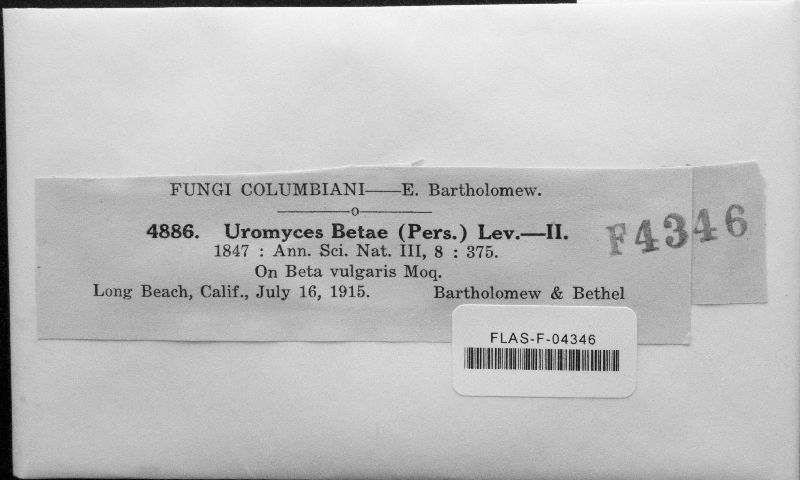 FUNGI COLUMBIANI——E. Bartholomew.
o
4886. Uromyces Betae (Pers.) Lev.—II.
1847 : Ann. Sci. Nat. III, 8 : 375.
On Beta vulgaris Moq.
Long Beach, Calif., July 16, 1915. Bartholomew & Bethel
F4346
FLAS-F-04346